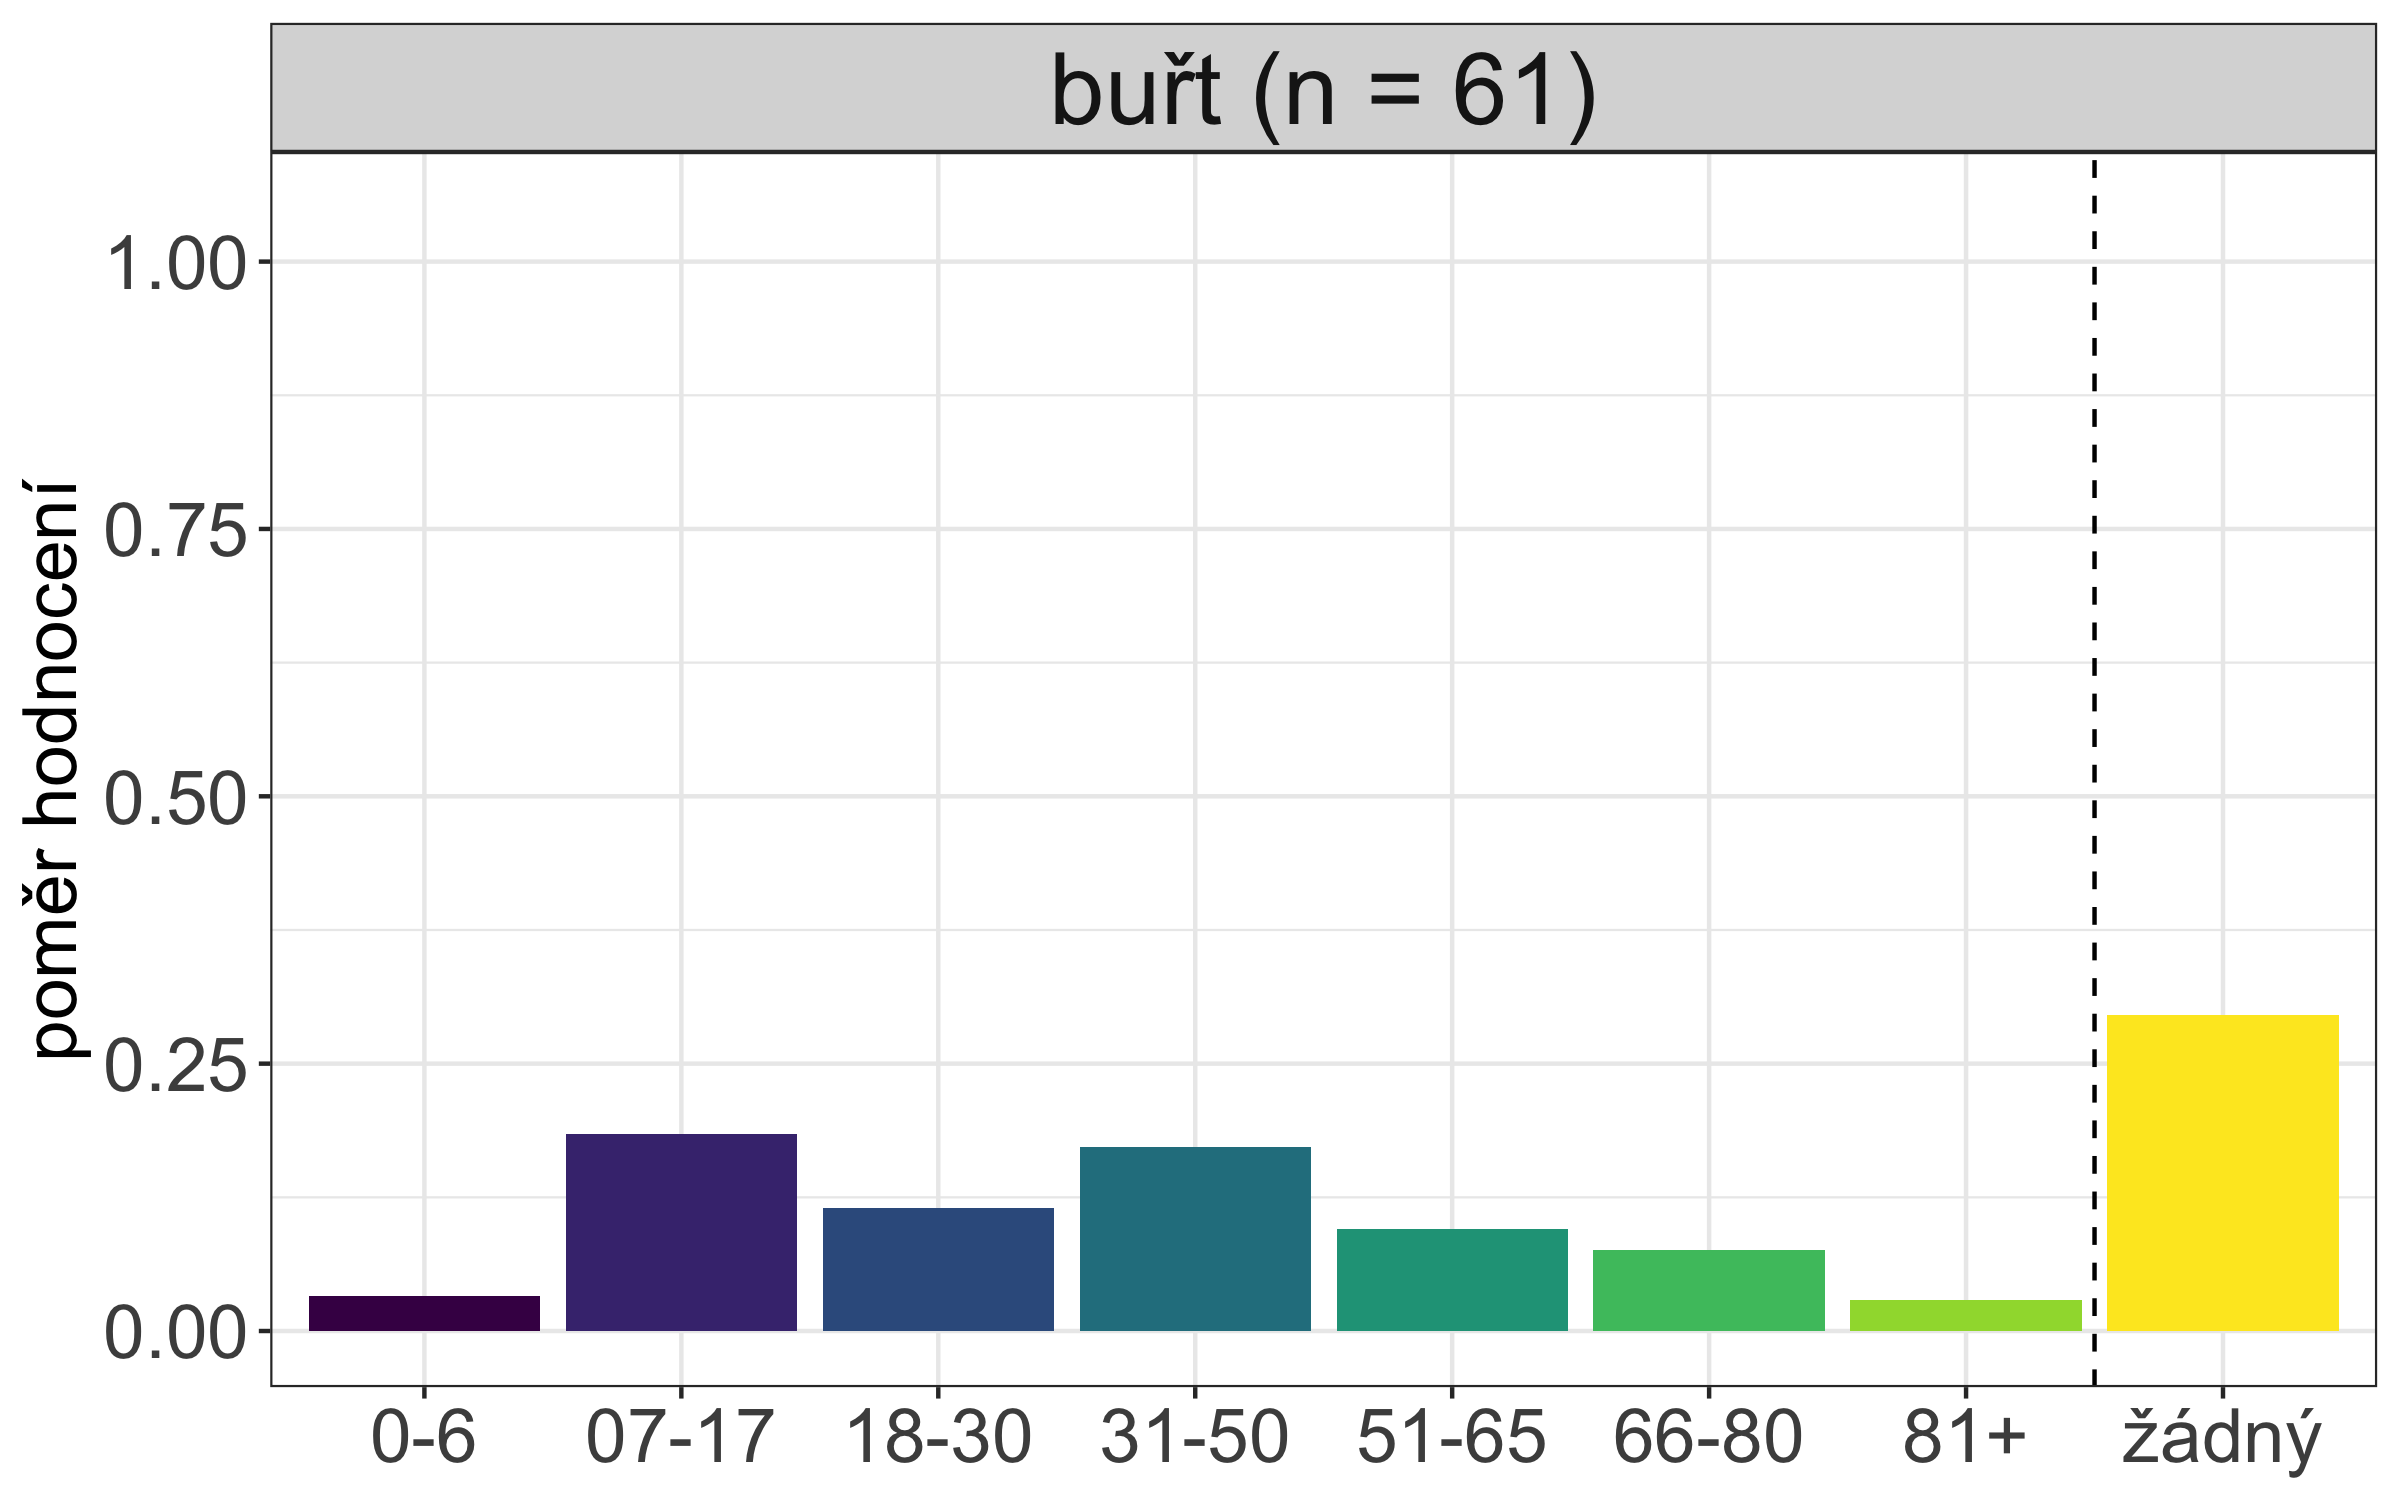 buřt (n = 61)
poměr hodnocení
1.00
0.75
0.50
0.25
0.00
0-6 07-17 18-30 31-50 51-65 66-80 81+ žádný